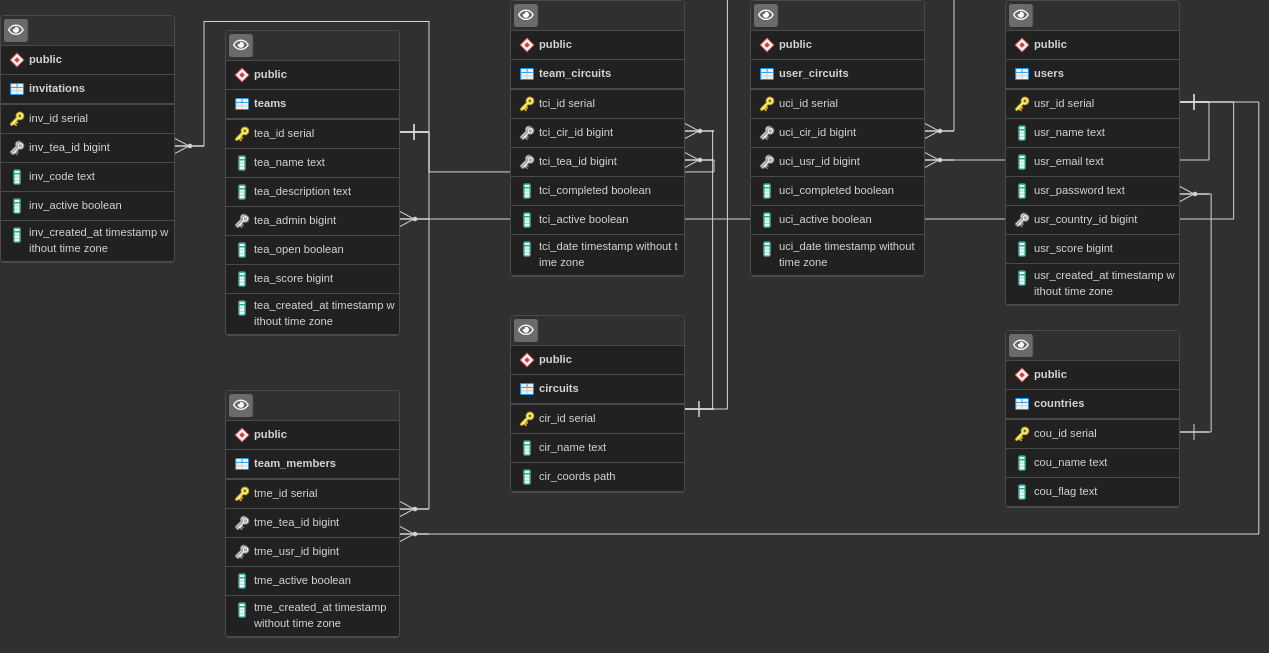 public
invitations
inv_id serial
inv_tea_id bigint
inv_code text
inv_active boolean
inv_created_at timestamp w
ithout time zone
public
teams
tea_id serial
tea_name text
tea_description text
tea_admin bigint
tea_open boolean
tea_score bigint
tea_created_at timestamp w
ithout time zone
public
team_members
tme_id serial
tme_tea_id bigint
tme_usr_id bigint
tme_active boolean
tme_created_at timestamp
without time zone
public
team_circuits
tci_id serial
tci_cir_id bigint
tci_tea_id bigint
tci_completed boolean
tci_active boolean
tci_date timestamp without t
ime zone
public
circuits
cir_id serial
cir_name text
cir_coords path
public
user_circuits
uci_id serial
uci_cir_id bigint
uci_usr_id bigint
uci_completed boolean
uci_active boolean
uci_date timestamp without
time zone
public
users
usr_id serial
usr_name text
usr_email text
usr_password text
usr_country_id bigint
usr_score bigint
usr_created_at timestamp w
ithout time zone
public
countries
cou_id serial
cou_name text
cou_flag text